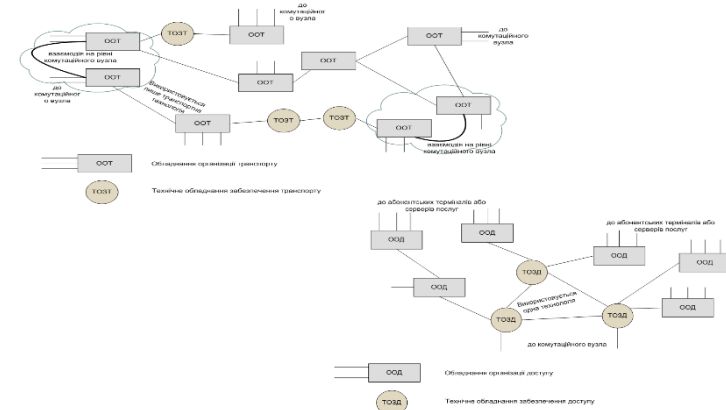 до
комутаційног
о вузла
ТОЗТ
ООТ
ООТ
ООТ
до
комутаційного
вузла
взаємодія на рівні
комутаційного вузла
ООТ
ООТ
ООТ
до
комутаційног
о вузла
Використовується
лише транспортна
технологія
ООТ
ООТ
ТОЗТ
ТОЗТ
ООТ
взаємодія на рівні
комутаційного вузла
ООТ
Обладнання організації транспорту
ТОЗТ
Технічне обладнання забезпечення транспорту
до абонентських терміналів або
серверів послуг
до абонентських терміналів або
серверів послуг
ООД
ООД
ООД
ООД
ТОЗД
ООД
Використовується
одна технологія
ООД
ТОЗД
ТОЗД
до комутаційного вузла
ООД
Обладнання організації доступу
ТОЗД
Технічне обладнання забезпечення доступу